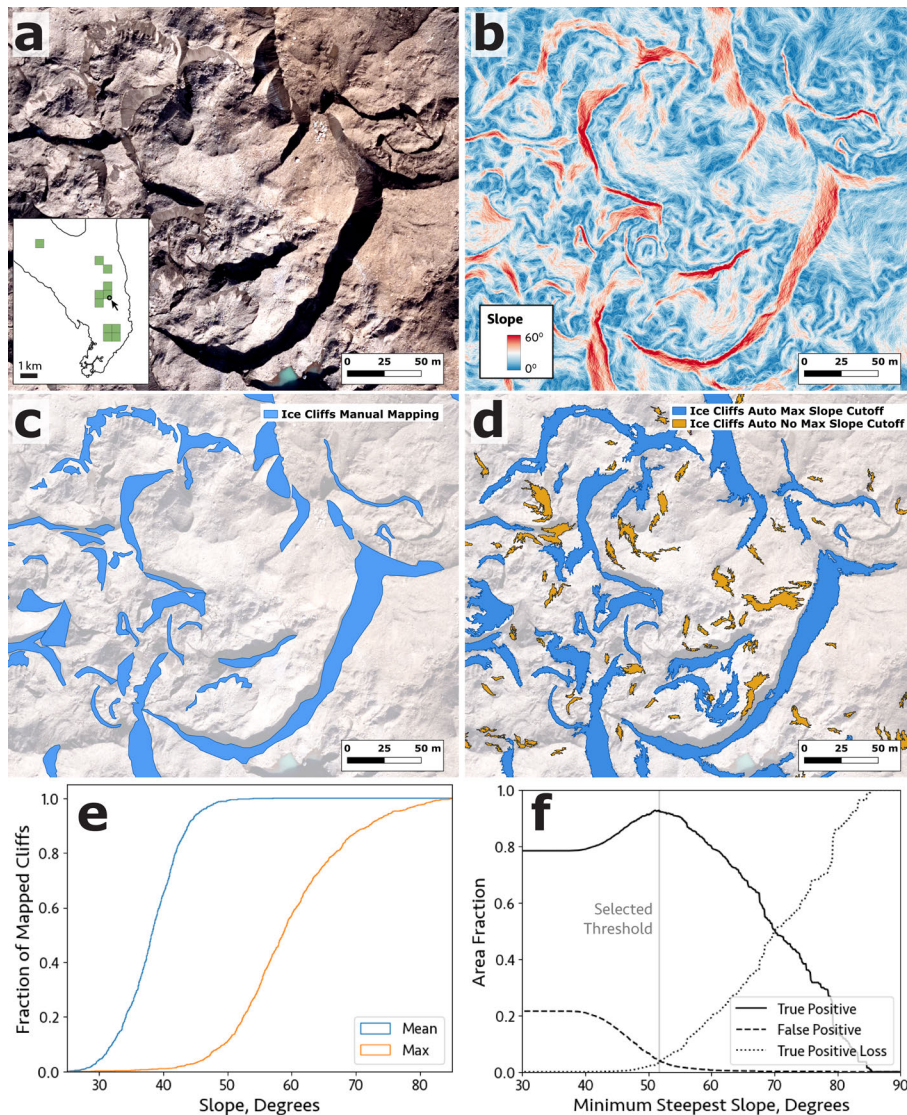 a
1 km
0 25 50 m
b
Slope
60º
0º
0 25 50 m
c
Ice Cliffs Manual Mapping
0 25 50 m
d
Ice Cliffs Auto Max Slope Cutoff
Ice Cliffs Auto No Max Slope Cutoff
0 25 50 m
e
Fraction of Mapped Cliffs
1.0
0.8
0.6
0.4
0.2
0.0
30 40 50 60 70 80
Slope, Degrees
Mean
Max
f
Area Fraction
1.0
0.8
0.6
0.4
0.2
0.0
30 40 50 60 70 80 90
Minimum Steepest Slope, Degrees
Selected
Threshold
True Positive
False Positive
True Positive Loss